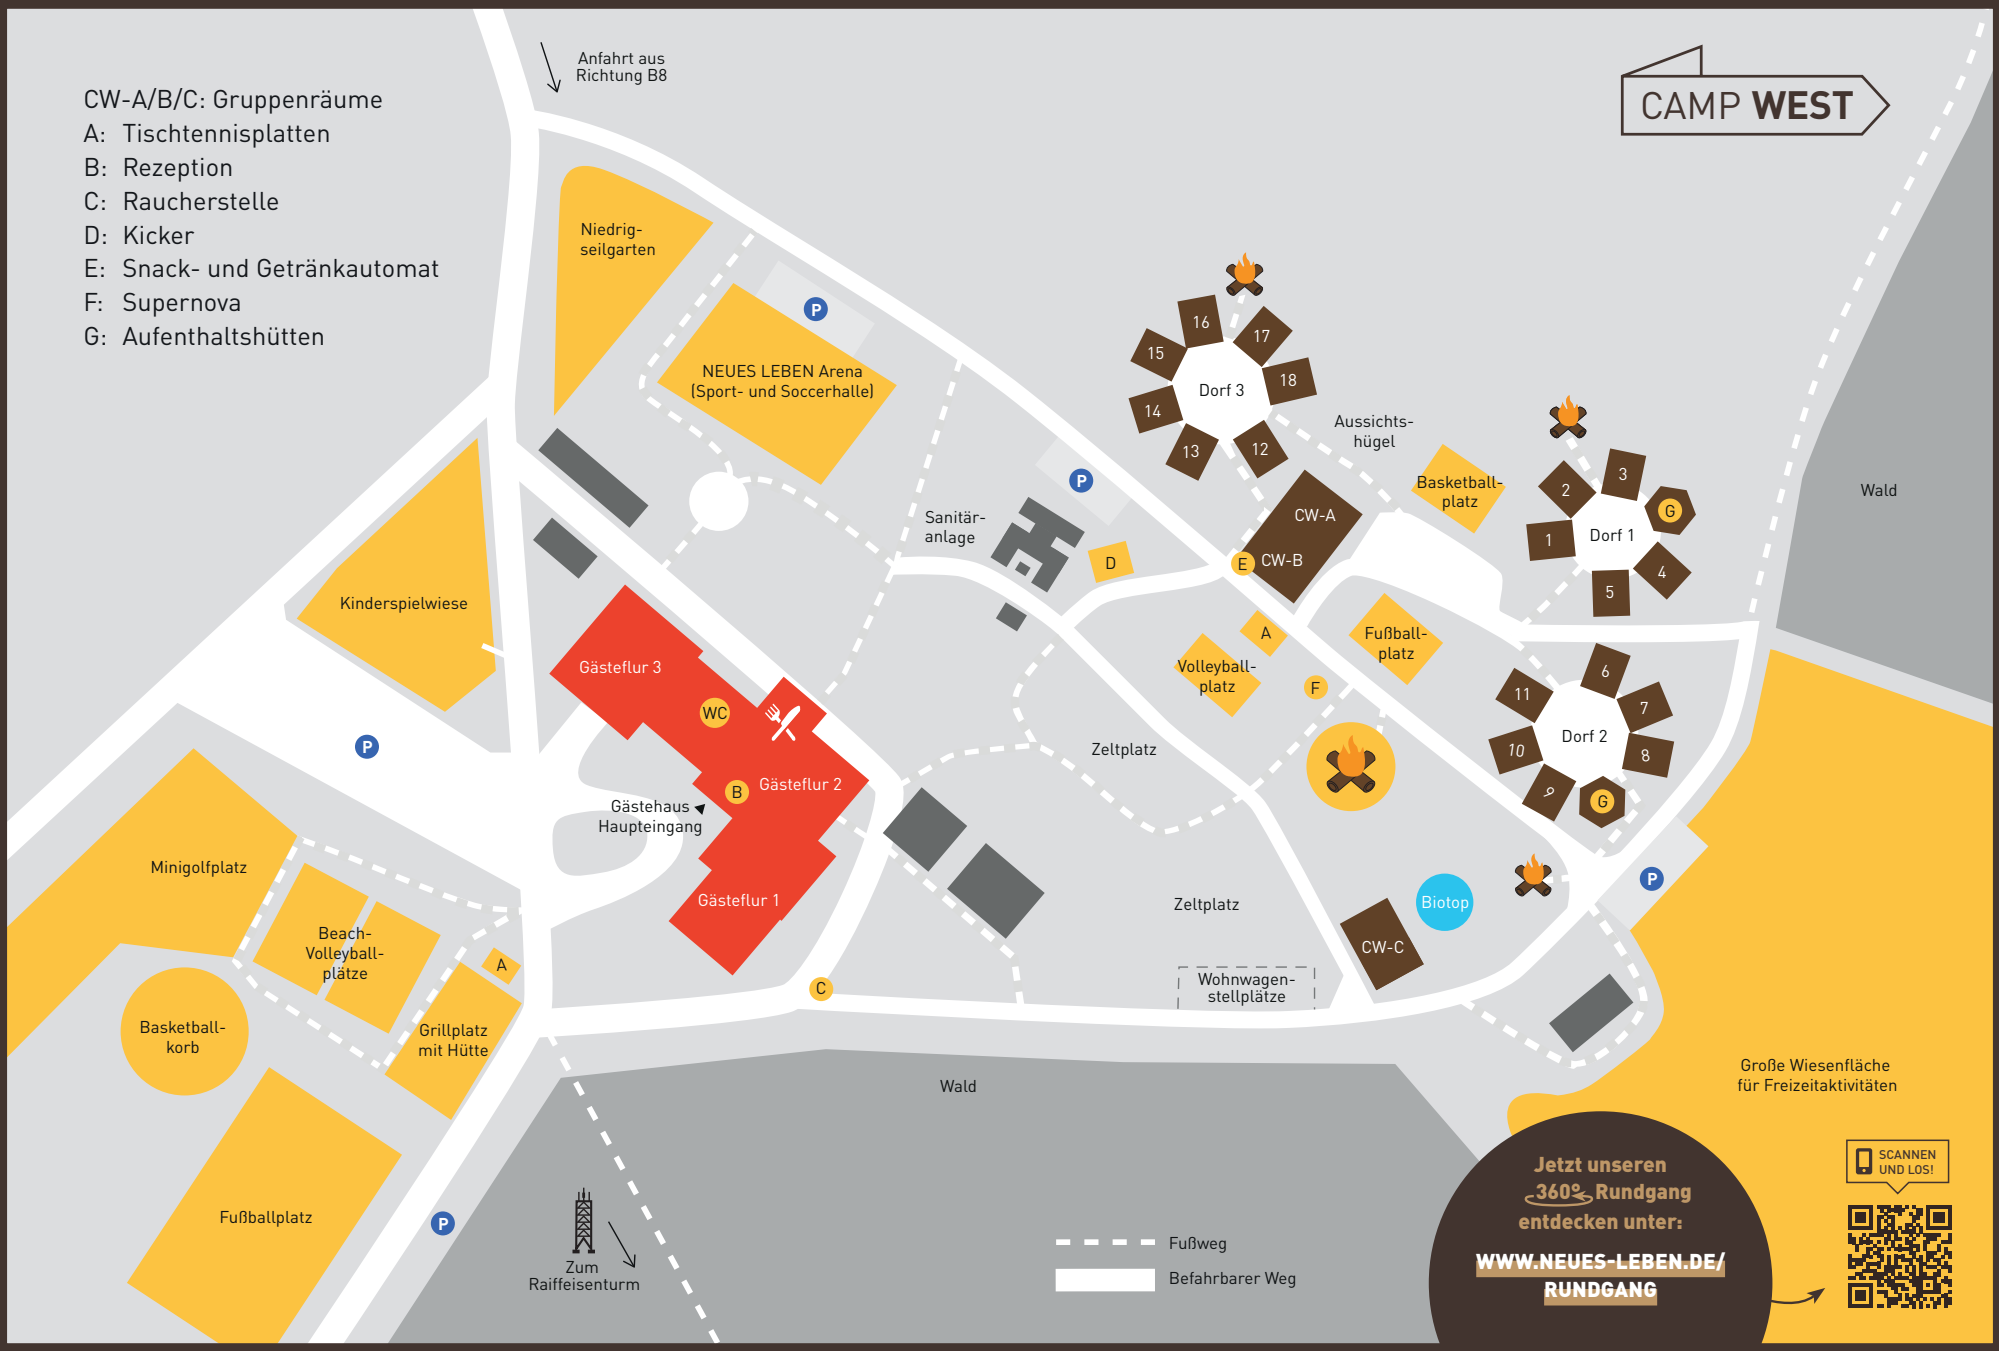 CW-A/B/C: Gruppenräume
A: Tischtennisplatten
B: Rezeption
C: Raucherstelle
D: Kicker
E: Snack- und Getränkautomat
F: Supernova
G: Aufenthaltshütten
Anfahrt aus
Richtung B8
CAMP WEST
Niedrig-
seilgarten
P
NEUES LEBEN Arena
(Sport- und Soccerhalle)
16
17
15
18
Dorf 3
14
13
12
Aussichts-
hügel
Basketball-
platz
3
2
G
1
Dorf 1
4
5
Wald
P
Sanitär-
anlage
D
CW-A
CW-B
E
Kinderspielwiese
A
Fußball-
platz
Volleyball-
platz
F
Gästeflur 3
WC
Gästeflur 2
B
Gästehaus
Haupteingang
Gästeflur 1
P
Zeltplatz
6
11
7
Dorf 2
10
8
9
G
P
Biotop
Zeltplatz
CW-C
Wohnwagen-
stellplätze
Minigolfplatz
Beach-
Volleyball-
plätze
A
C
Basketball-
korb
Grillplatz
mit Hütte
Fußballplatz
P
Wald
Zum
Raiffeisenturm
Fußweg
Befahrbarer Weg
Große Wiesenfläche
für Freizeitaktivitäten
Jetzt unseren
360° Rundgang
entdecken unter:
WWW.NEUES-LEBEN.DE/
RUNDGANG
SCANNEN
UND LOS!